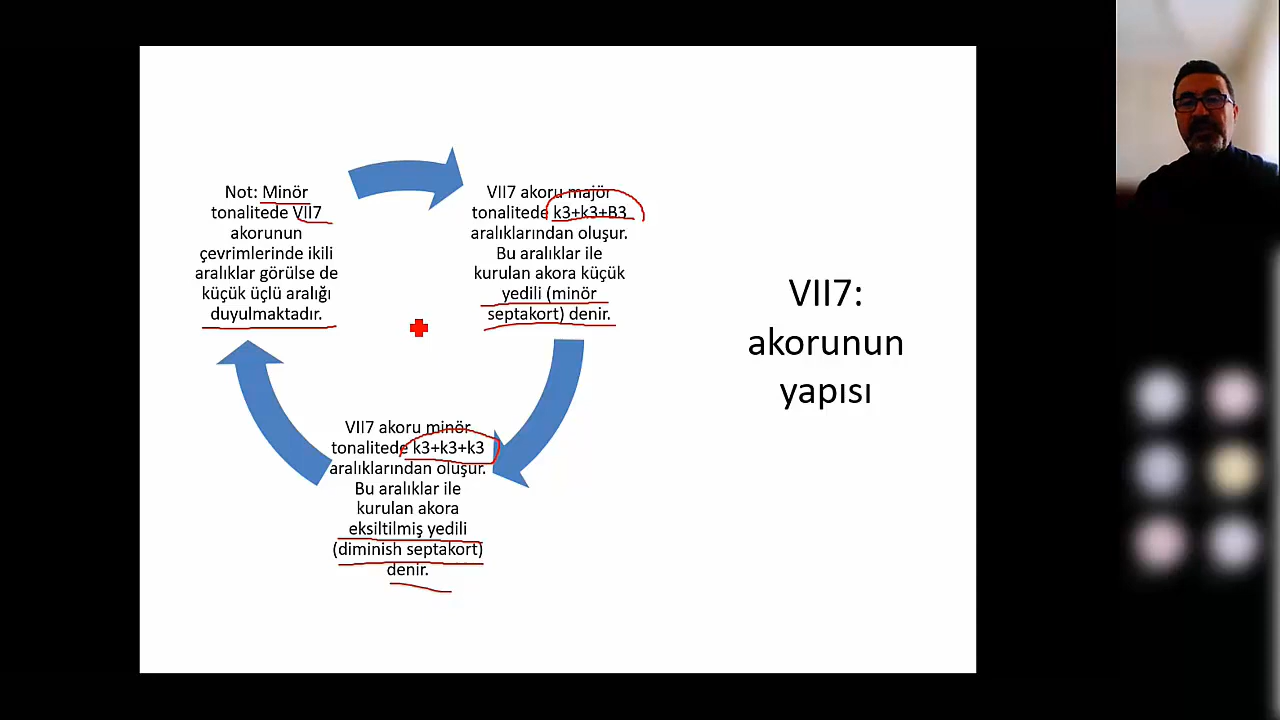 Not: Minör
tonalitede VII7
akorunun
çevrimlerinde ikili
aralıklar görülse de
küçük üçlü aralığı
duyulmaktadır.
VII7 akoru majör
tonalitede k3+k3+B3
aralıklarından oluşur.
Bu aralıklar ile
kurulan akora küçük
yedili (minör
septakort) denir.
VII7 akoru minör
tonalitede k3+k3+k3
aralıklarından oluşur.
Bu aralıklar ile
kurulan akora
eksiltilmiş yedili
(diminish septakort)
denir.
VII7:
akorunun
yapısı